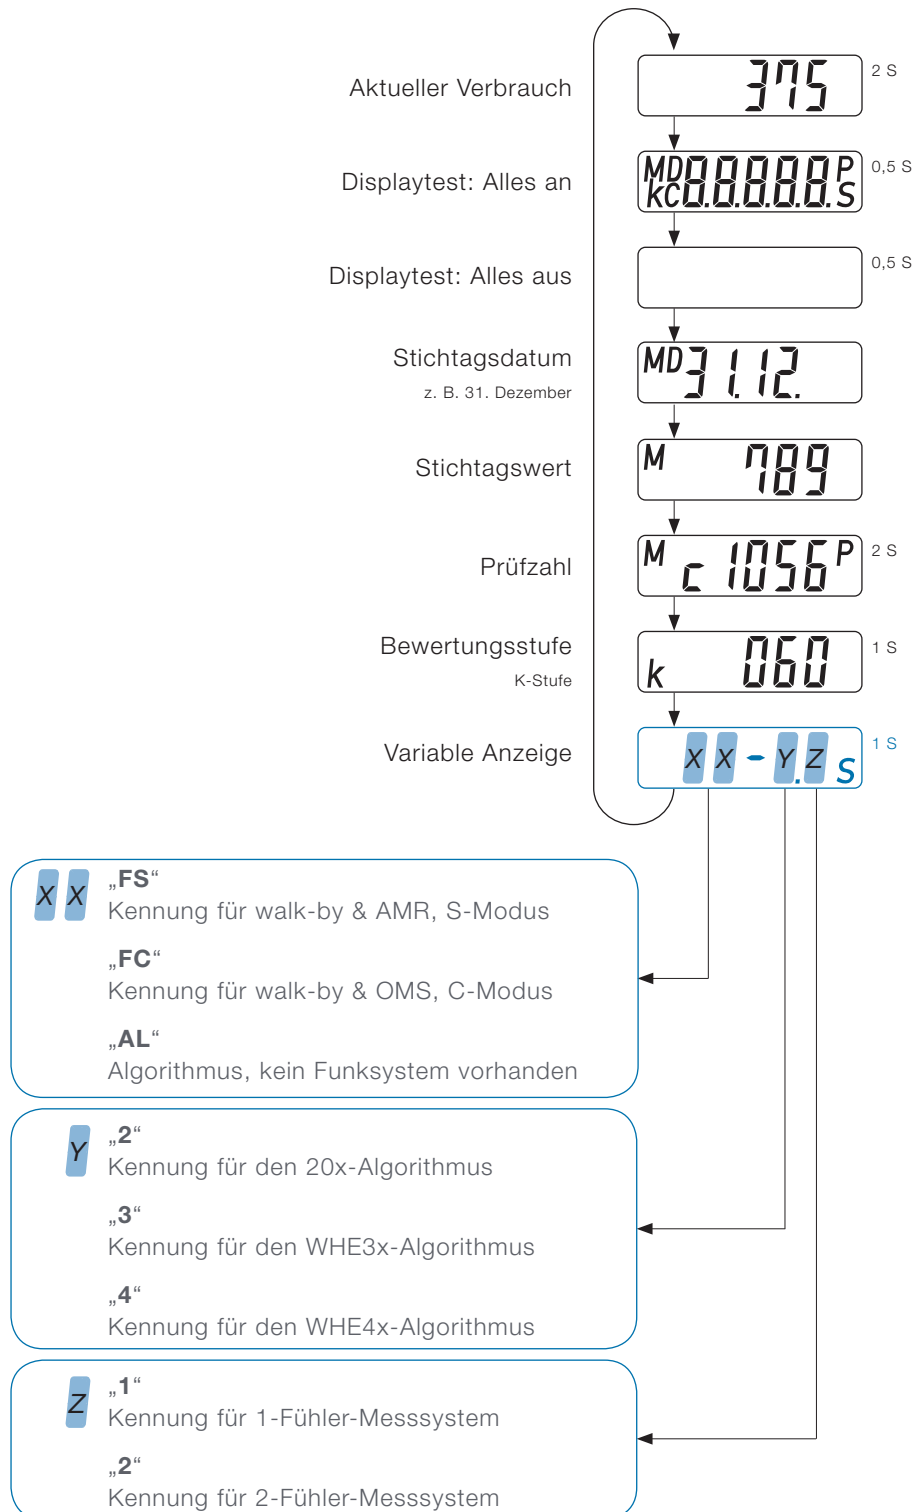 Aktueller Verbrauch 375 2 S
Displaytest: Alles an MD kC 8.8.8.8.8. P S 0,5 S
Displaytest: Alles aus 0,5 S
Stichtagsdatum MD 31.12.
z. B. 31. Dezember
Stichtagswert M 789
Prüfzahl M c 1056 P 2 S
Bewertungsstufe k 060 1 S
K-Stufe
Variable Anzeige X X - Y.Z S 1 S
X X „FS“
Kennung für walk-by & AMR, S-Modus
„FC“
Kennung für walk-by & OMS, C-Modus
„AL“
Algorithmus, kein Funksystem vorhanden
Y „2“
Kennung für den 20x-Algorithmus
„3“
Kennung für den WHE3x-Algorithmus
„4“
Kennung für den WHE4x-Algorithmus
Z „1“
Kennung für 1-Fühler-Messsystem
„2“
Kennung für 2-Fühler-Messsystem